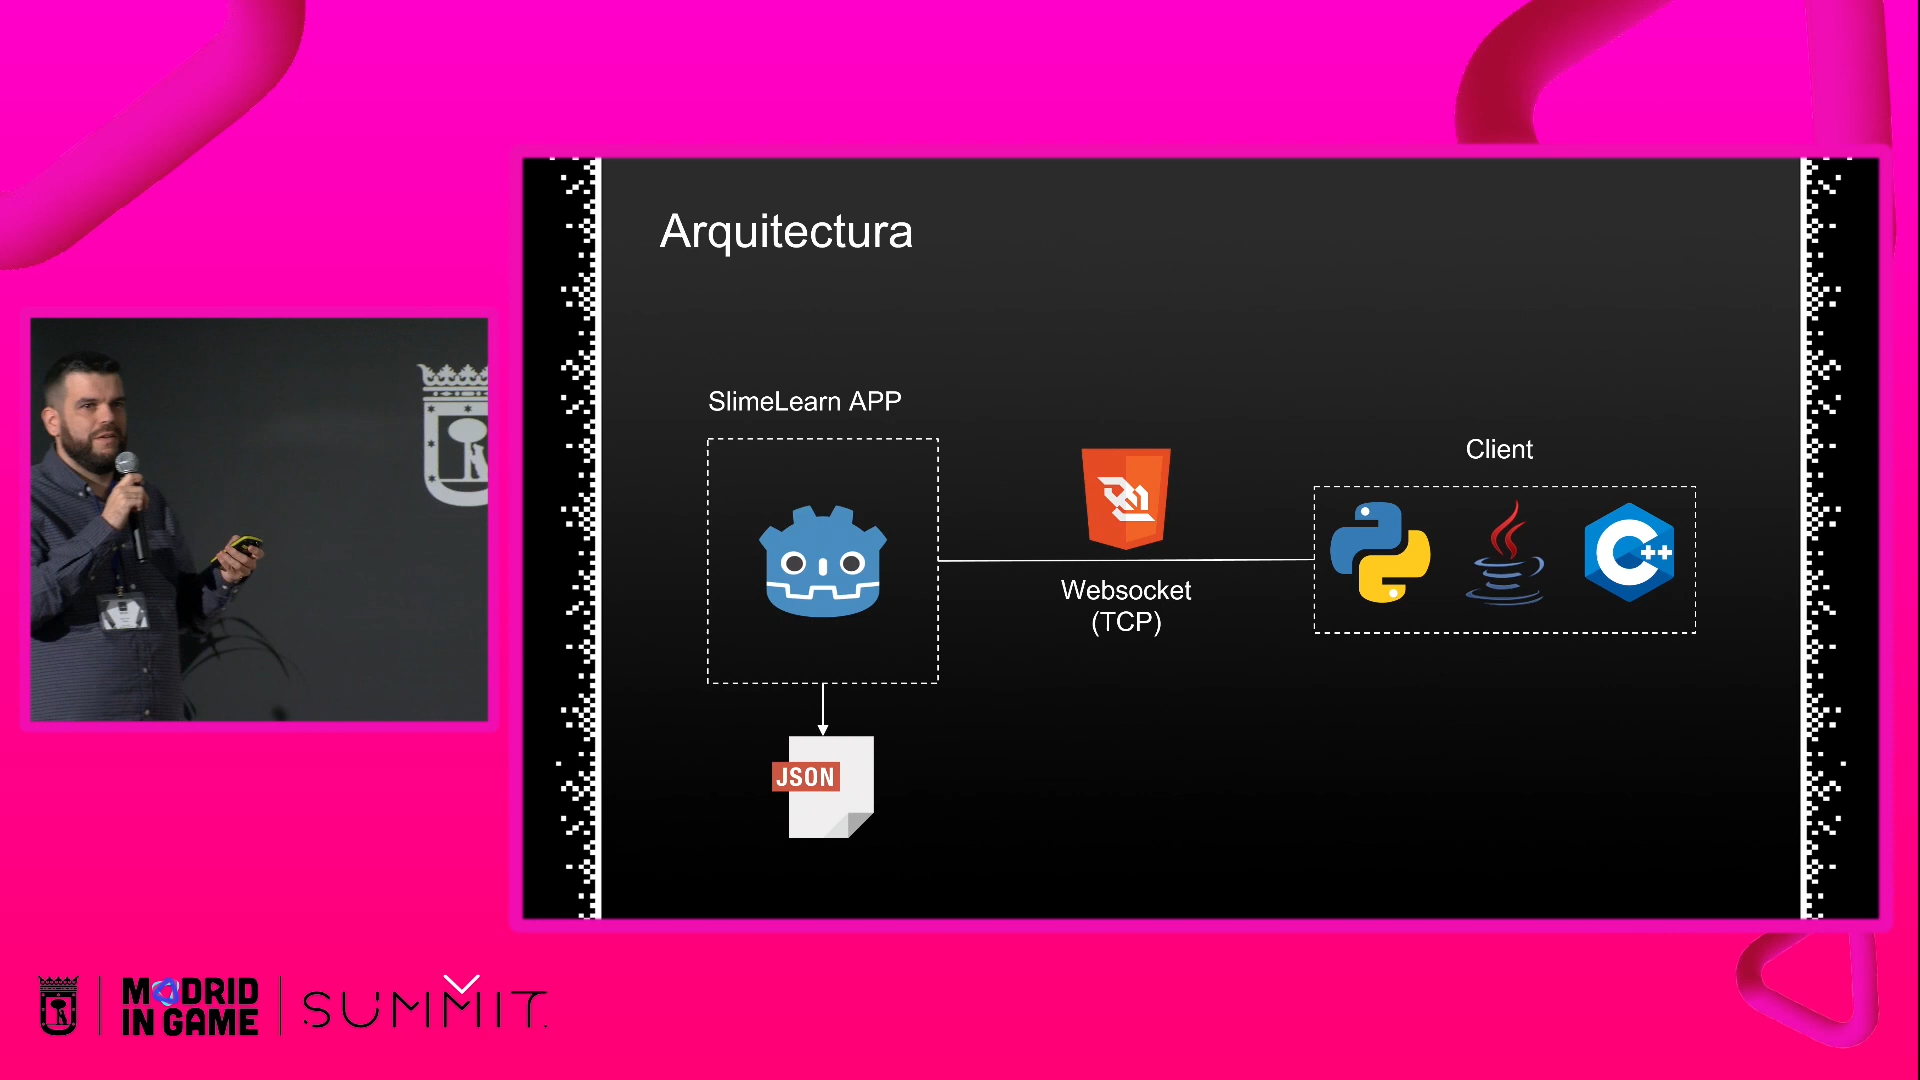 Arquitectura
SlimeLearn APP
Client
C++
Websocket
(TCP)
JSON
MADRID
IN GAME
SUMMIT